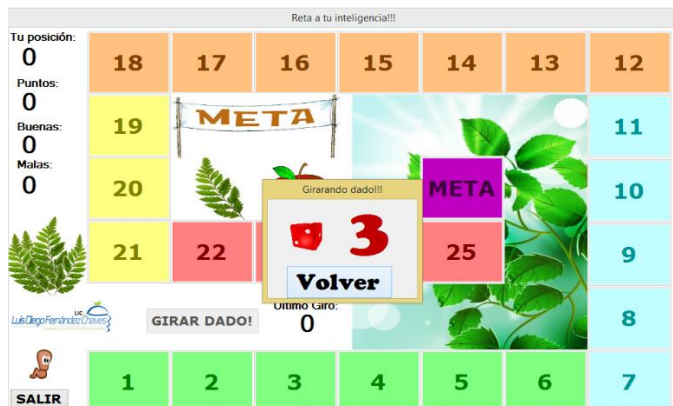 Reta a tu inteligencia!!!
Tu posición:
0
Puntos:
0
Buenas:
0
Malas:
0
18 17 16 15 14 13 12
19 META 11
20 META 10
21 22 25 9
Girarando dado!!!
3
Volver
LIC.
Luis Diego Fernández Chaves
GIRAR DADO!
Último Giro:
0
8
1 2 3 4 5 6 7
SALIR